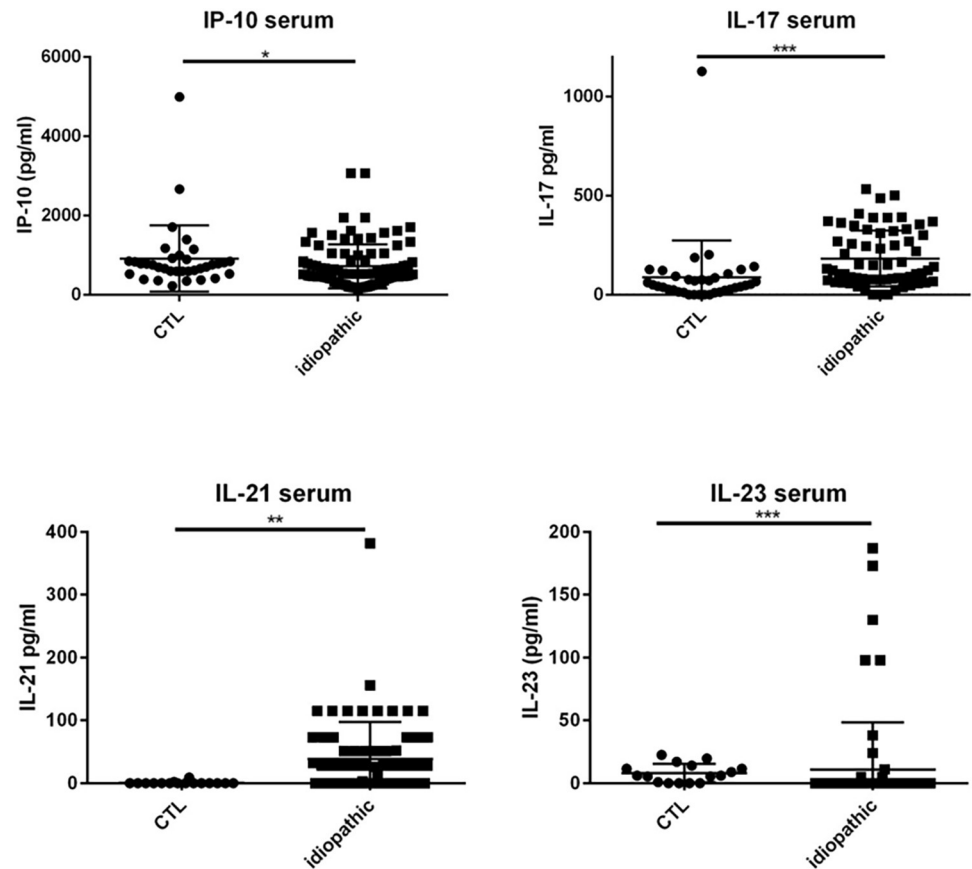 IP-10 serum
*
IP-10 (pg/ml)
6000
4000
2000
0
CTL
idiopathic
IL-17 serum
***
IL-17 pg/ml
1000
500
0
CTL
idiopathic
IL-21 serum
**
IL-21 pg/ml
400
300
200
100
0
CTL
idiopathic
IL-23 serum
***
IL-23 (pg/ml)
200
150
100
50
0
CTL
idiopathic